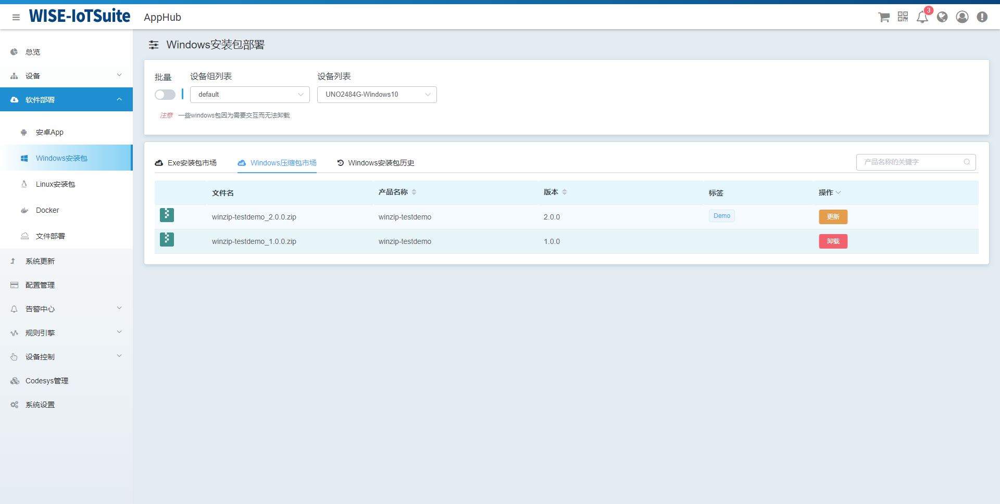 WISE-IoTSuite AppHub 3
总览
设备
软件部署
安卓App
Windows安装包
Linux安装包
Docker
文件部署
系统更新
配置管理
告警中心
规则引擎
设备控制
Codesys管理
系统设置
Windows安装包部署
批量 设备组列表 设备列表
default UNO2484G-Windows10
注意 一些windows包因为需要交互而无法卸载
Exe安装包市场 Windows压缩包市场 Windows安装包历史 产品名称的关键字
文件名 产品名称 版本 标签 操作
winzip-testdemo_2.0.0.zip winzip-testdemo 2.0.0 Demo 更新
winzip-testdemo_1.0.0.zip winzip-testdemo 1.0.0 卸载